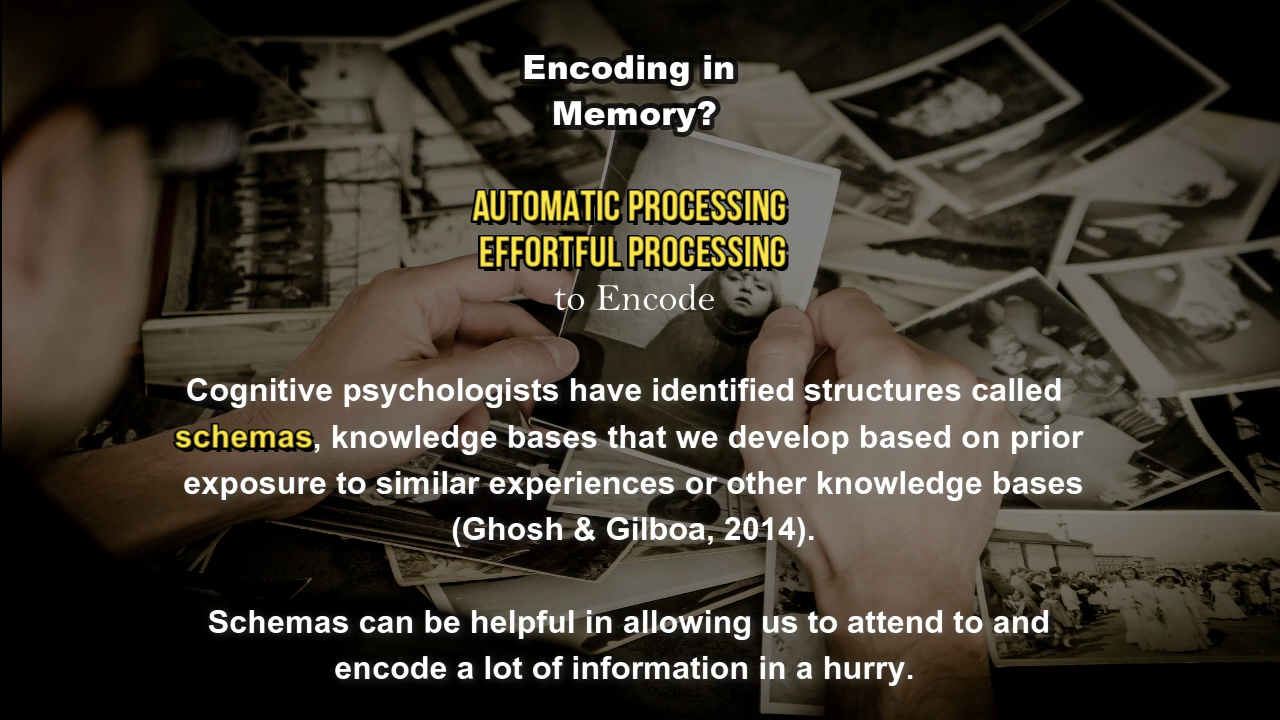 Encoding in
Memory?
AUTOMATIC PROCESSING
EFFORTFUL PROCESSING
to Encode
Cognitive psychologists have identified structures called
schemas, knowledge bases that we develop based on prior
exposure to similar experiences or other knowledge bases
(Ghosh & Gilboa, 2014).
Schemas can be helpful in allowing us to attend to and
encode a lot of information in a hurry.